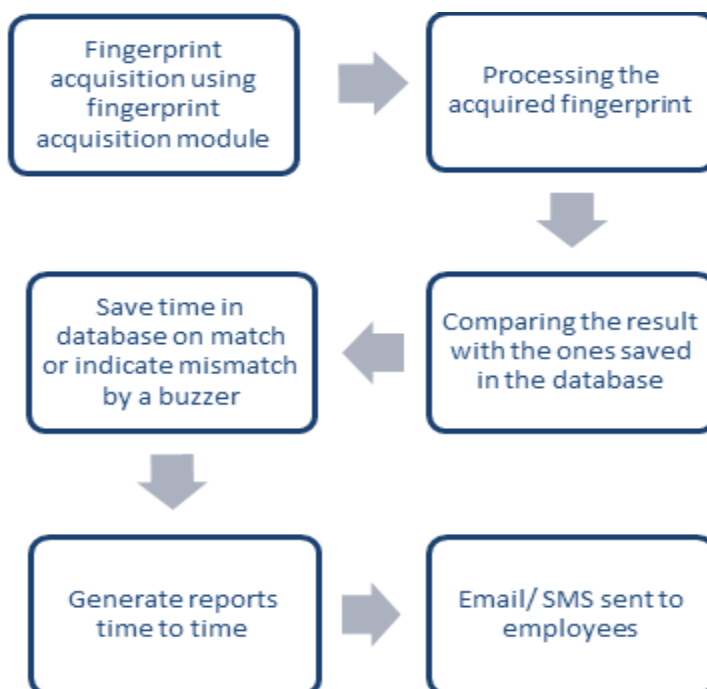 Fingerprint
acquisition using
fingerprint
acquisition module
Processing the
acquired fingerprint
Comparing the result
with the ones saved
in the database
Save time in
database on match
or indicate mismatch
by a buzzer
Generate reports
time to time
Email/ SMS sent to
employees